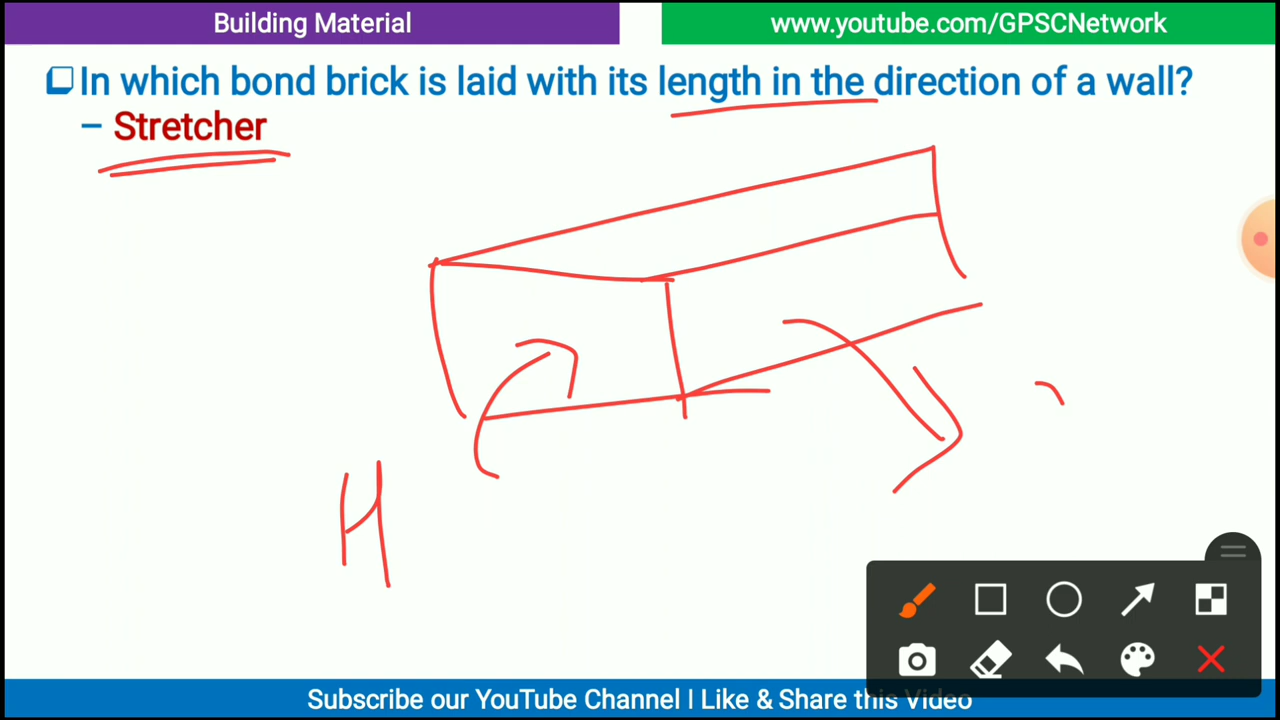 Building Material
www.youtube.com/GPSCNetwork
In which bond brick is laid with its length in the direction of a wall?
– Stretcher
H
Subscribe our YouTube Channel I Like & Share this Video